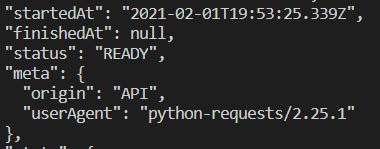 "startedAt": "2021-02-01T19:53:25.339Z",
"finishedAt": null,
"status": "READY",
"meta": {
"origin": "API",
"userAgent": "python-requests/2.25.1"
},